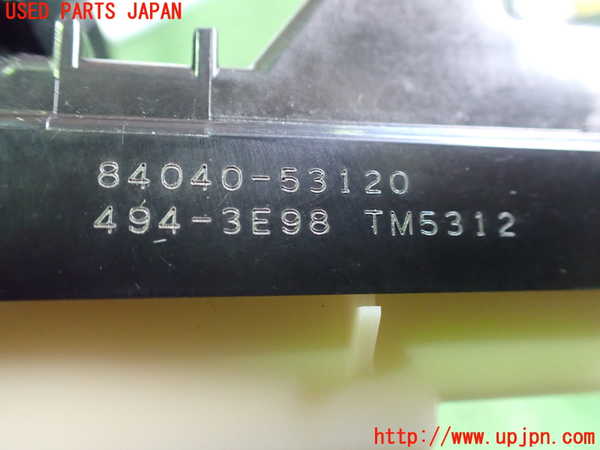 USED PARTS JAPAN
84040-53120
494-3E98 TM5312
http://www.upjpn.com/